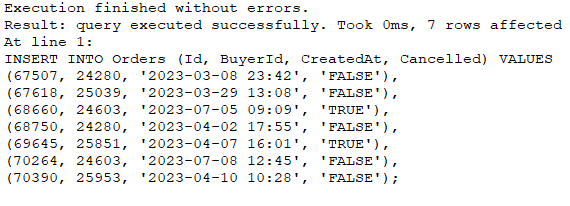 Execution finished without errors.
Result: query executed successfully. Took 0ms, 7 rows affected
At line 1:
INSERT INTO Orders (Id, BuyerId, CreatedAt, Cancelled) VALUES
(67507, 24280, '2023-03-08 23:42', 'FALSE'),
(67618, 25039, '2023-03-29 13:08', 'FALSE'),
(68660, 24603, '2023-07-05 09:09', 'TRUE'),
(68750, 24280, '2023-04-02 17:55', 'FALSE'),
(69645, 25851, '2023-04-07 16:01', 'TRUE'),
(70264, 24603, '2023-07-08 12:45', 'FALSE'),
(70390, 25953, '2023-04-10 10:28', 'FALSE');